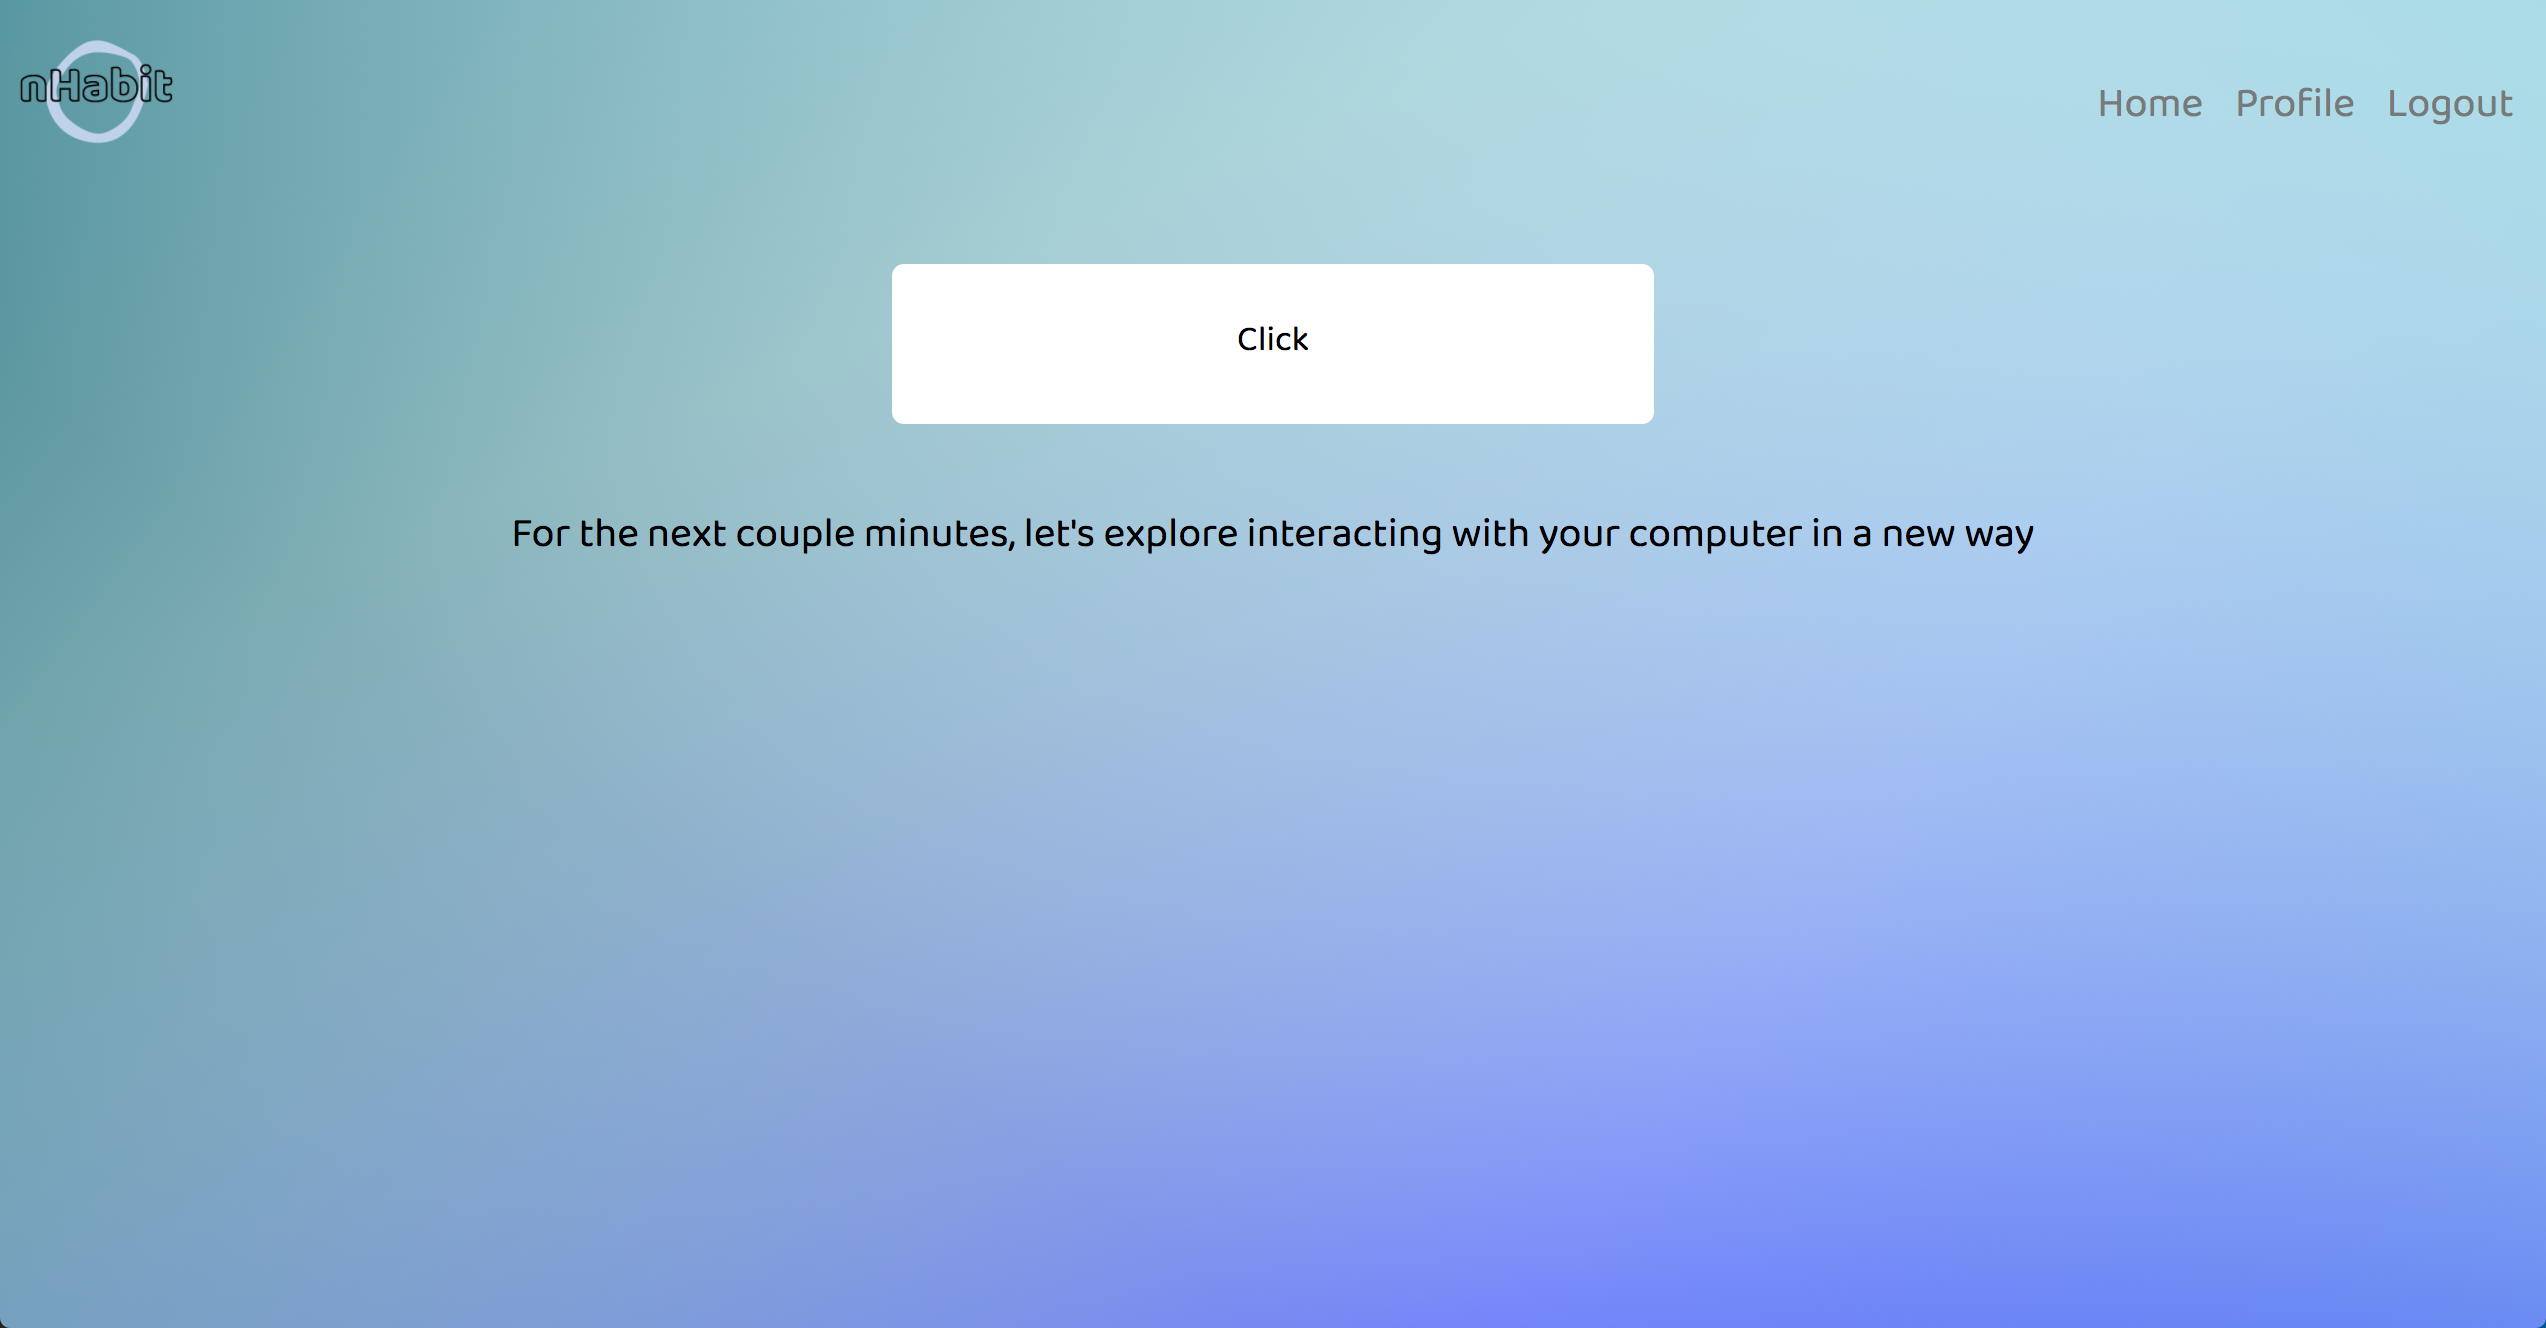 nHabit
Home Profile Logout
Click
For the next couple minutes, let's explore interacting with your computer in a new way